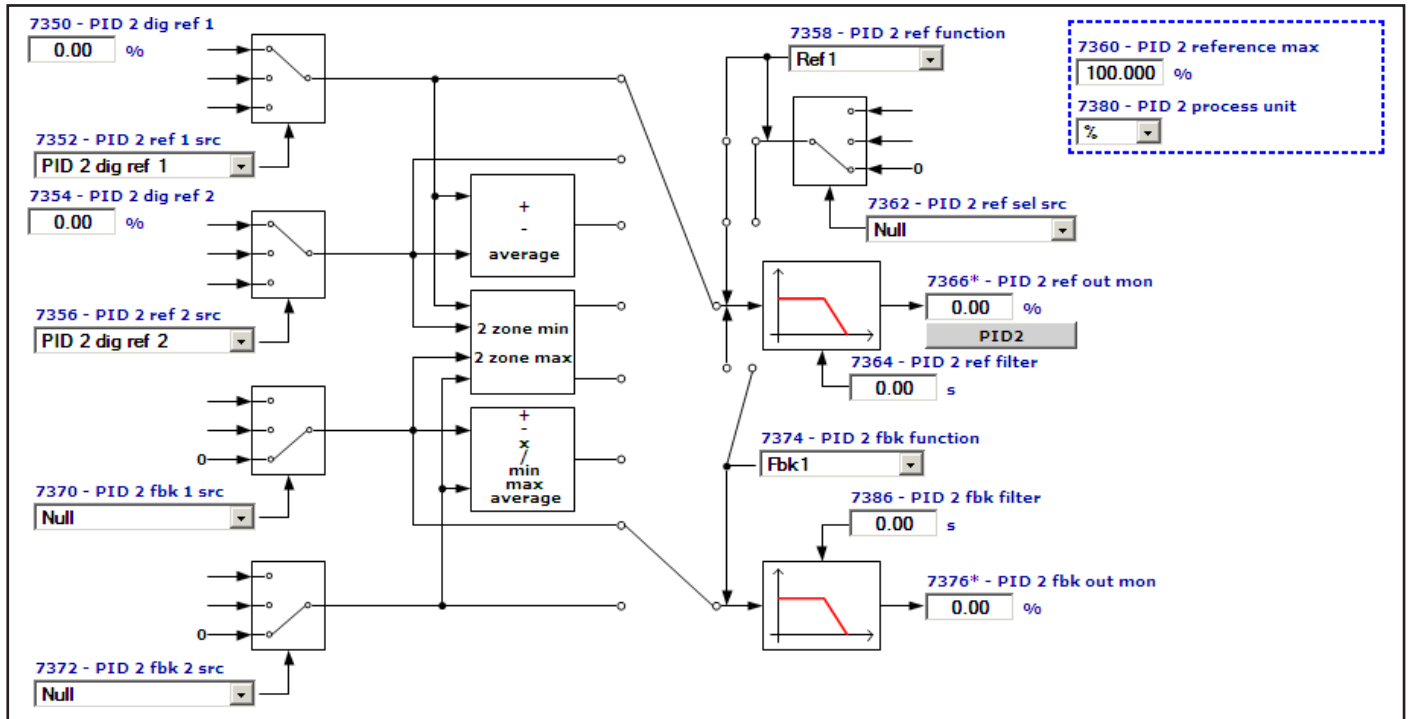 7350 - PID 2 dig ref 1
0.00 %
7352 - PID 2 ref 1 src
PID 2 dig ref 1
7354 - PID 2 dig ref 2
0.00 %
7356 - PID 2 ref 2 src
PID 2 dig ref 2
0
7370 - PID 2 fbk 1 src
Null
0
7372 - PID 2 fbk 2 src
Null
+
-
average
2 zone min
2 zone max
+
-
x
/
min
max
average
7358 - PID 2 ref function
Ref 1
0
7362 - PID 2 ref sel src
Null
7366* - PID 2 ref out mon
0.00 %
PID2
7364 - PID 2 ref filter
0.00 s
7374 - PID 2 fbk function
Fbk1
7386 - PID 2 fbk filter
0.00 s
7376* - PID 2 fbk out mon
0.00 %
7360 - PID 2 reference max
100.000 %
7380 - PID 2 process unit
%